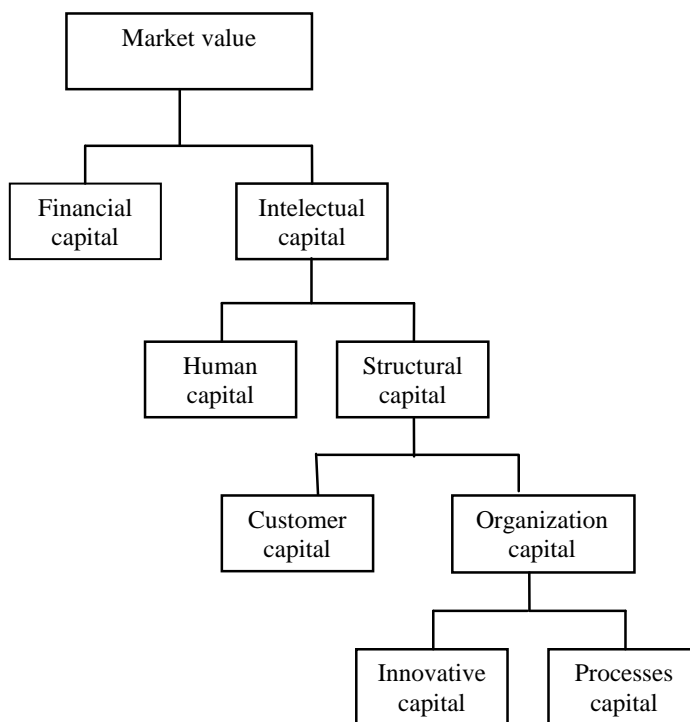 Market value
Financial
capital
Intelectual
capital
Human
capital
Structural
capital
Customer
capital
Organization
capital
Innovative
capital
Processes
capital